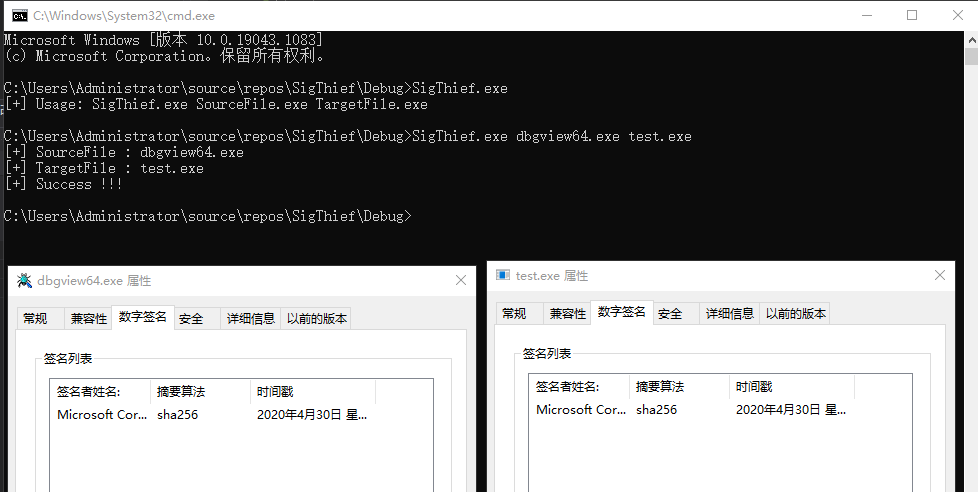 C:\Windows\System32\cmd.exe
Microsoft Windows [版本 10.0.19043.1083]
(c) Microsoft Corporation。保留所有权利。
C:\Users\Administrator\source\repos\SigThief\Debug>SigThief.exe
[+] Usage: SigThief.exe SourceFile.exe TargetFile.exe
C:\Users\Administrator\source\repos\SigThief\Debug>SigThief.exe dbgview64.exe test.exe
[+] SourceFile : dbgview64.exe
[+] TargetFile : test.exe
[+] Success !!!
C:\Users\Administrator\source\repos\SigThief\Debug>
dbgview64.exe 属性
常规 兼容性 数字签名 安全 详细信息 以前的版本
签名列表
签名者姓名: 摘要算法 时间戳
Microsoft Cor... sha256 2020年4月30日 星...
test.exe 属性
常规 兼容性 数字签名 安全 详细信息 以前的版本
签名列表
签名者姓名: 摘要算法 时间戳
Microsoft Cor... sha256 2020年4月30日 星...